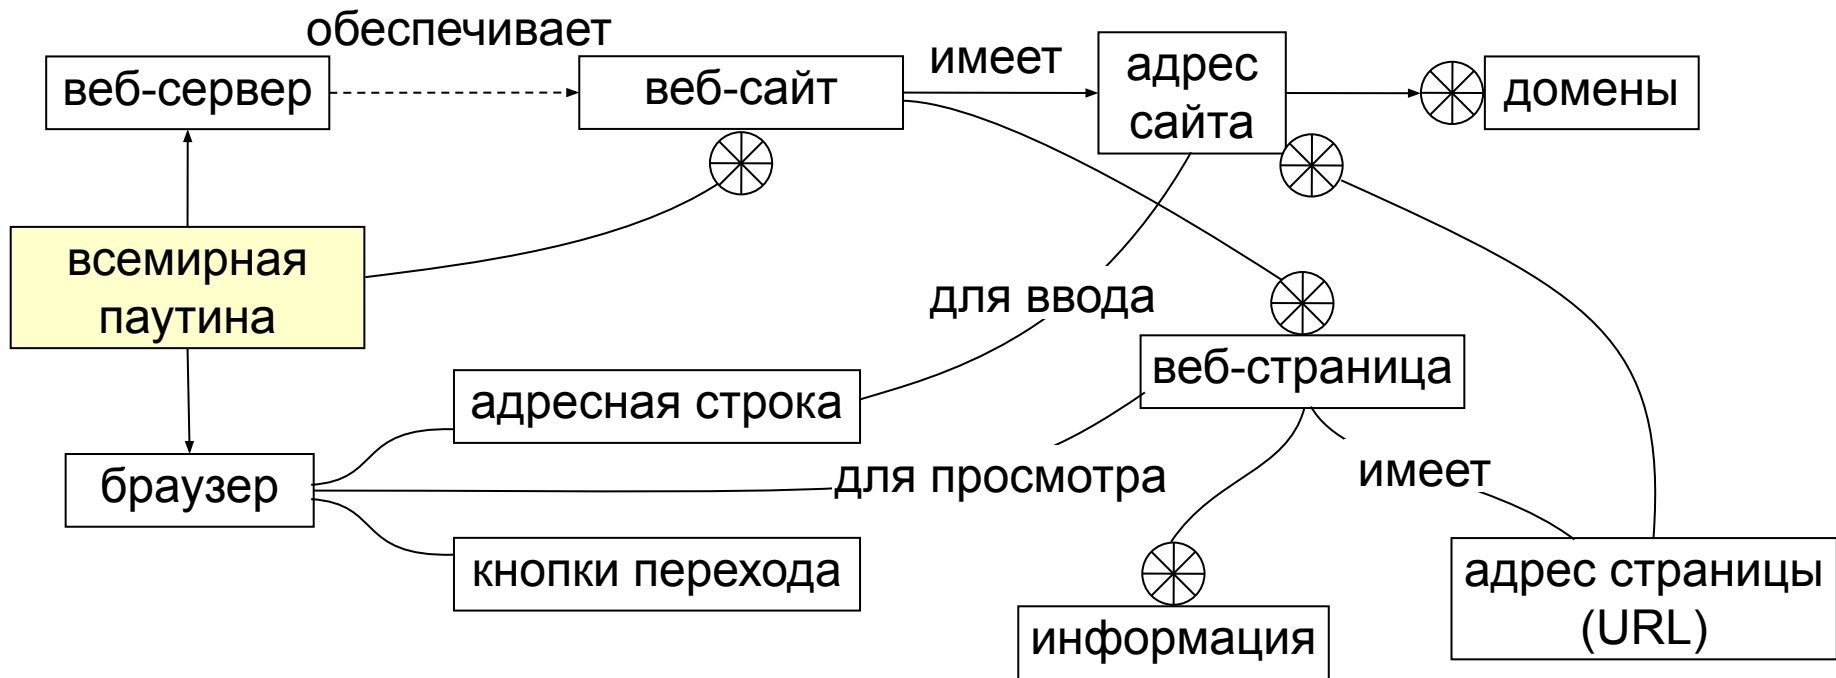 обеспечивает
веб-сервер
веб-сайт
имеет
адрес
сайта
домены
всемирная
паутина
для ввода
веб-страница
адресная строка
браузер
для просмотра
имеет
кнопки перехода
информация
адрес страницы
(URL)